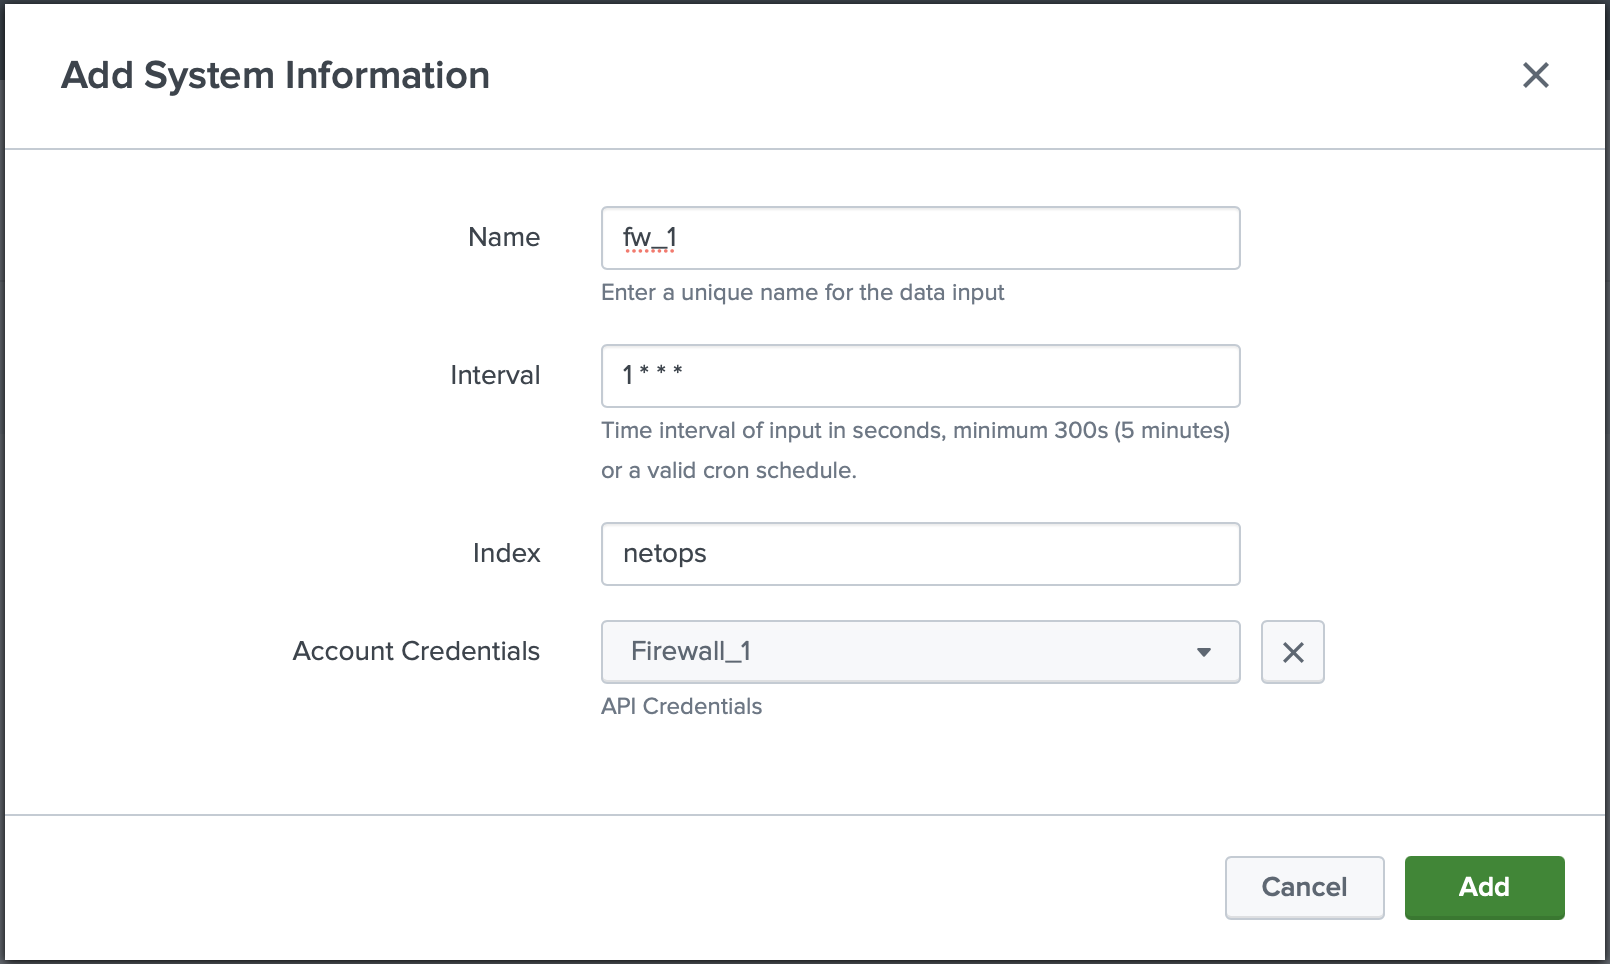 Add System Information
Name
fw_1
Enter a unique name for the data input
Interval
1 * * *
Time interval of input in seconds, minimum 300s (5 minutes)
or a valid cron schedule.
Index
netops
Account Credentials
Firewall_1
API Credentials
Cancel
Add